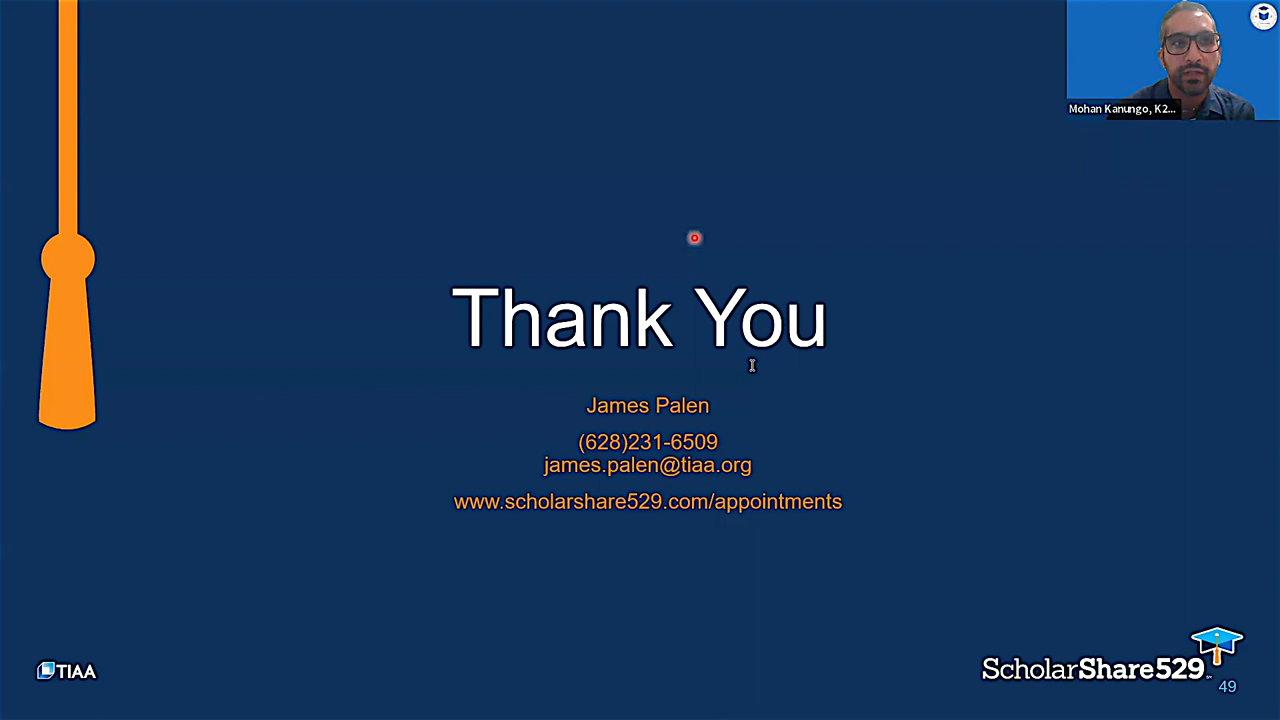 Mohan Kanungo, K2...
Thank You
James Palen
(628)231-6509
james.palen@tiaa.org
www.scholarshare529.com/appointments
TIAA
ScholarShare529
49